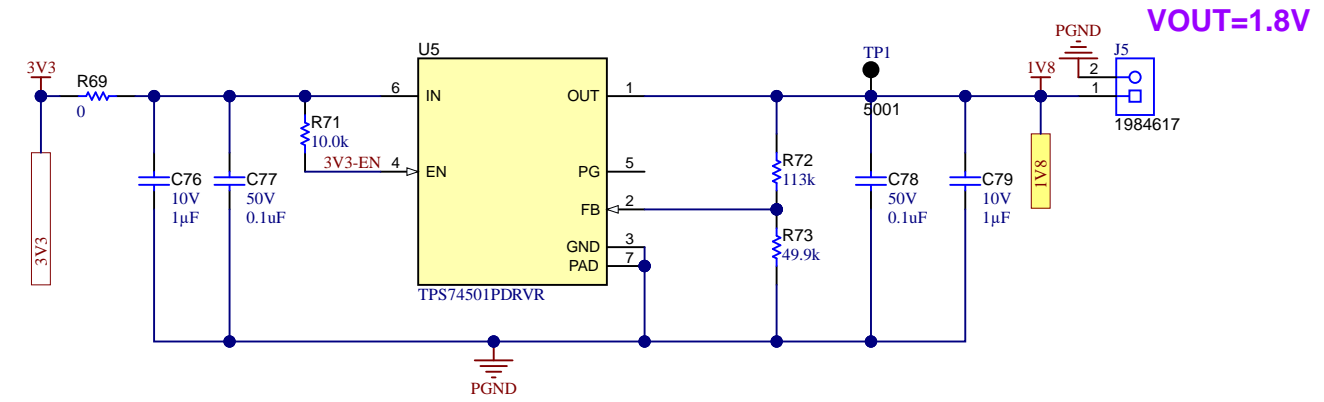 VOUT=1.8V
PGND
J5
U5
TP1
3V3
R69
0
6
IN
OUT
1
1V8
2
1
5001
1984617
R71
10.0k
3V3-EN
4
EN
PG
5
R72
113k
C76
10V
1µF
C77
50V
0.1uF
C78
50V
0.1uF
C79
10V
1µF
1V8
FB
2
R73
49.9k
3V3
GND
3
PAD
7
TPS74501PDRVR
PGND